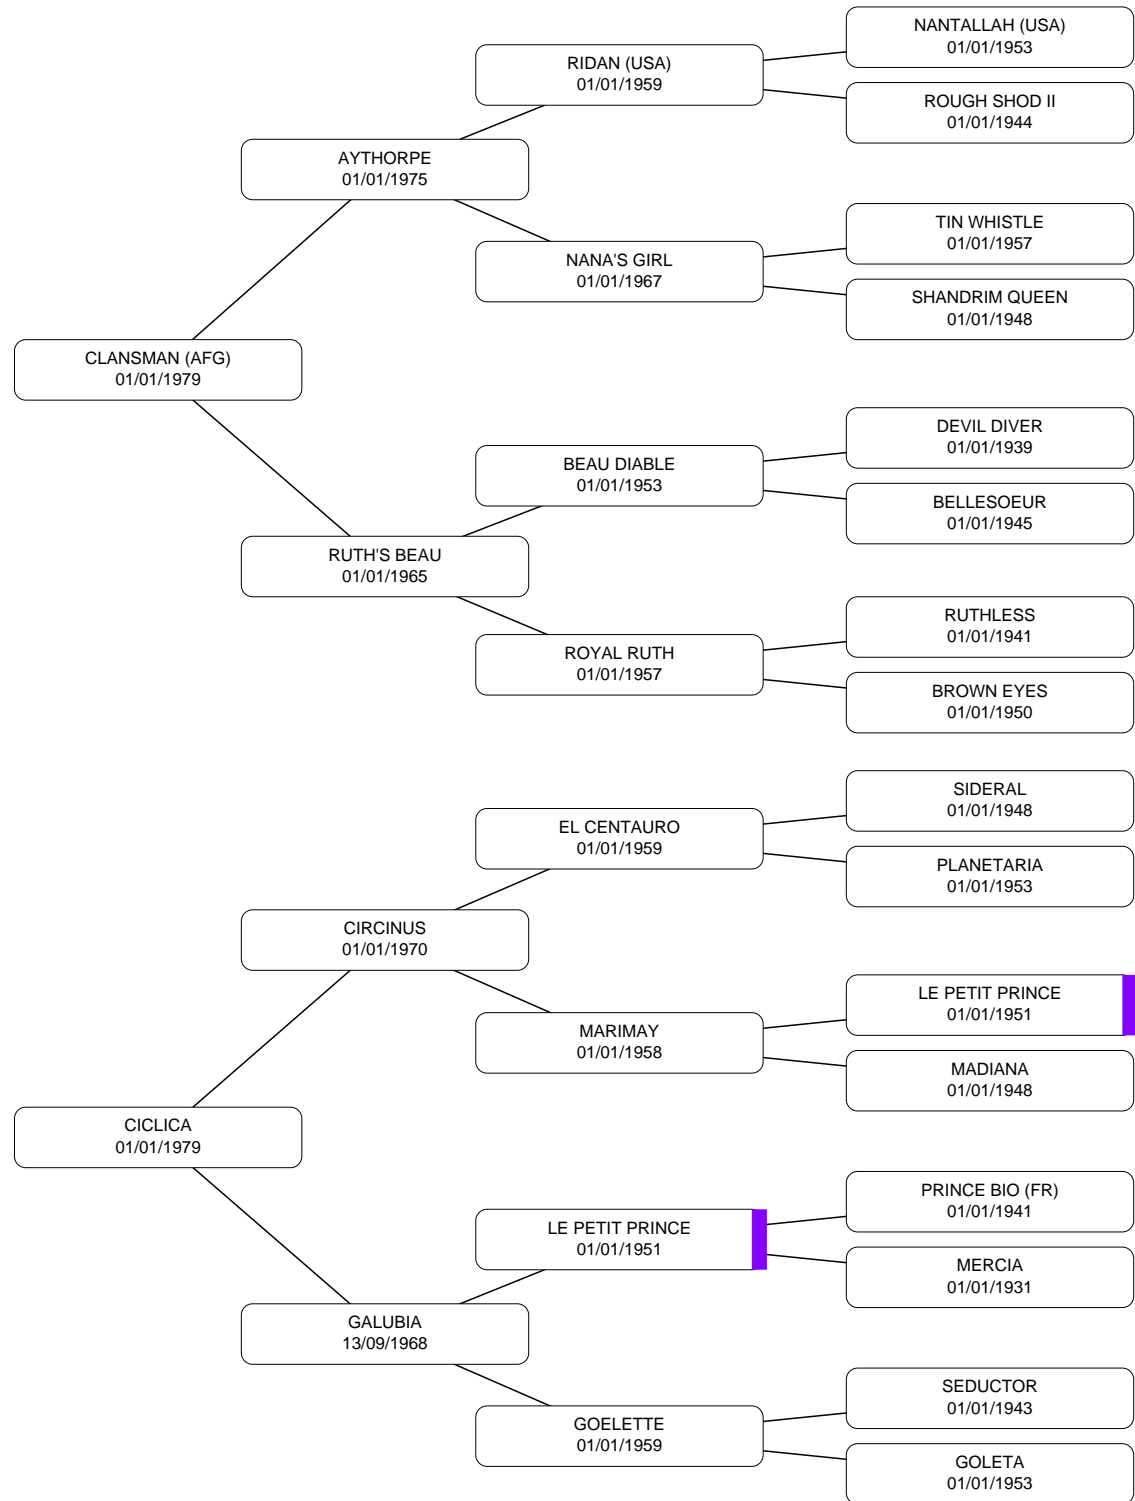 NANTALLAH (USA)
01/01/1953
RIDAN (USA)
01/01/1959
ROUGH SHOD II
01/01/1944
AYTHORPE
01/01/1975
TIN WHISTLE
01/01/1957
NANA'S GIRL
01/01/1967
SHANDRIM QUEEN
01/01/1948
CLANSMAN (AFG)
01/01/1979
DEVIL DIVER
01/01/1939
BEAU DIABLE
01/01/1953
BELLESOEUR
01/01/1945
RUTH'S BEAU
01/01/1965
RUTHLESS
01/01/1941
ROYAL RUTH
01/01/1957
BROWN EYES
01/01/1950
SIDERAL
01/01/1948
EL CENTAURO
01/01/1959
PLANETARIA
01/01/1953
CIRCINUS
01/01/1970
LE PETIT PRINCE
01/01/1951
MARIMAY
01/01/1958
MADIANA
01/01/1948
CICLICA
01/01/1979
PRINCE BIO (FR)
01/01/1941
LE PETIT PRINCE
01/01/1951
MERCIA
01/01/1931
GALUBIA
13/09/1968
SEDUCTOR
01/01/1943
GOELETTE
01/01/1959
GOLETA
01/01/1953